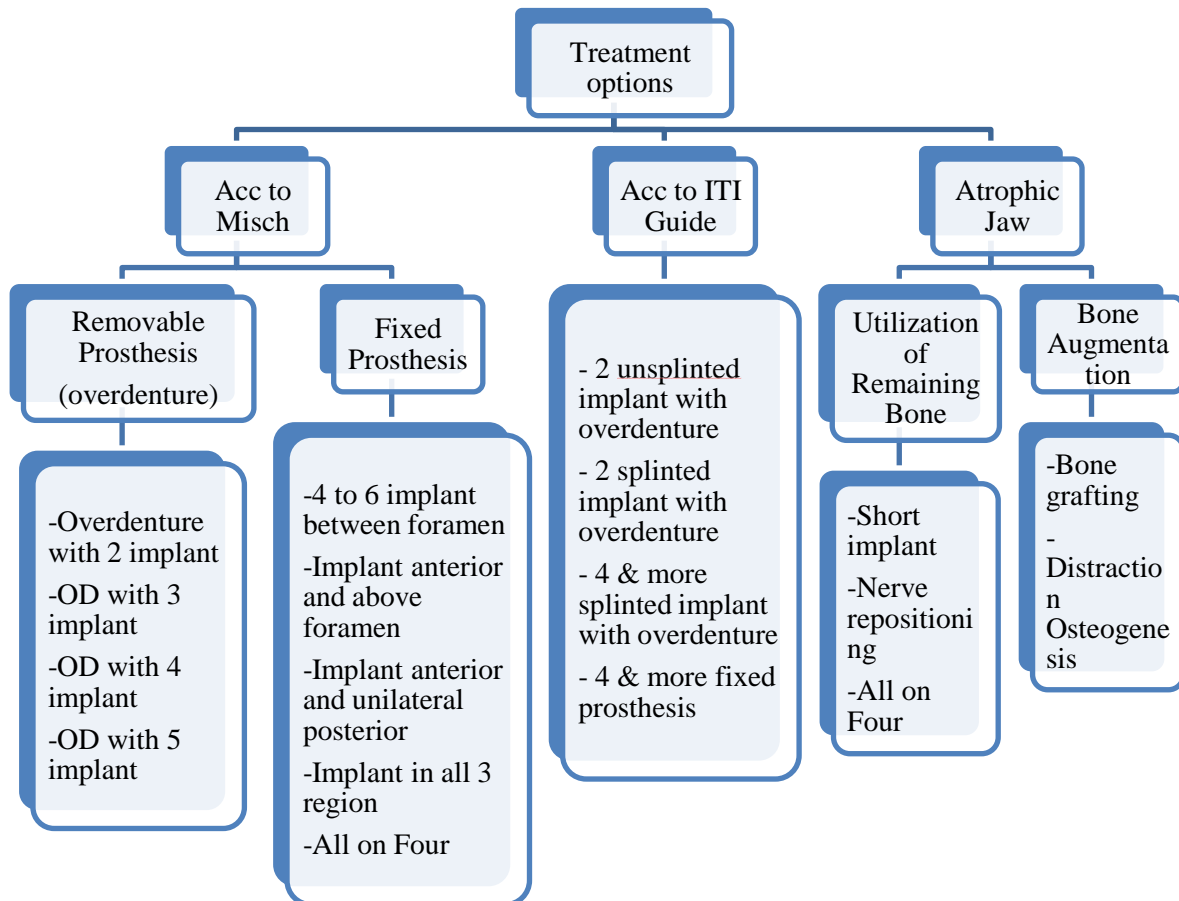 Treatment
options
Acc to
Misch
Acc to ITI
Guide
Atrophic
Jaw
Removable
Prosthesis
(overdenture)
Fixed
Prosthesis
- 2 unsplinted
implant with
overdenture
- 2 splinted
implant with
overdenture
- 4 & more
splinted implant
with overdenture
- 4 & more fixed
prosthesis
Utilization
of
Remaining
Bone
Bone
Augmenta
tion
-Overdenture
with 2 implant
-OD with 3
implant
-OD with 4
implant
-OD with 5
implant
-4 to 6 implant
between foramen
-Implant anterior
and above
foramen
-Implant anterior
and unilateral
posterior
-Implant in all 3
region
-All on Four
-Short
implant
-Nerve
repositioni
ng
-All on
Four
-Bone
grafting
-
Distractio
n
Osteogene
sis